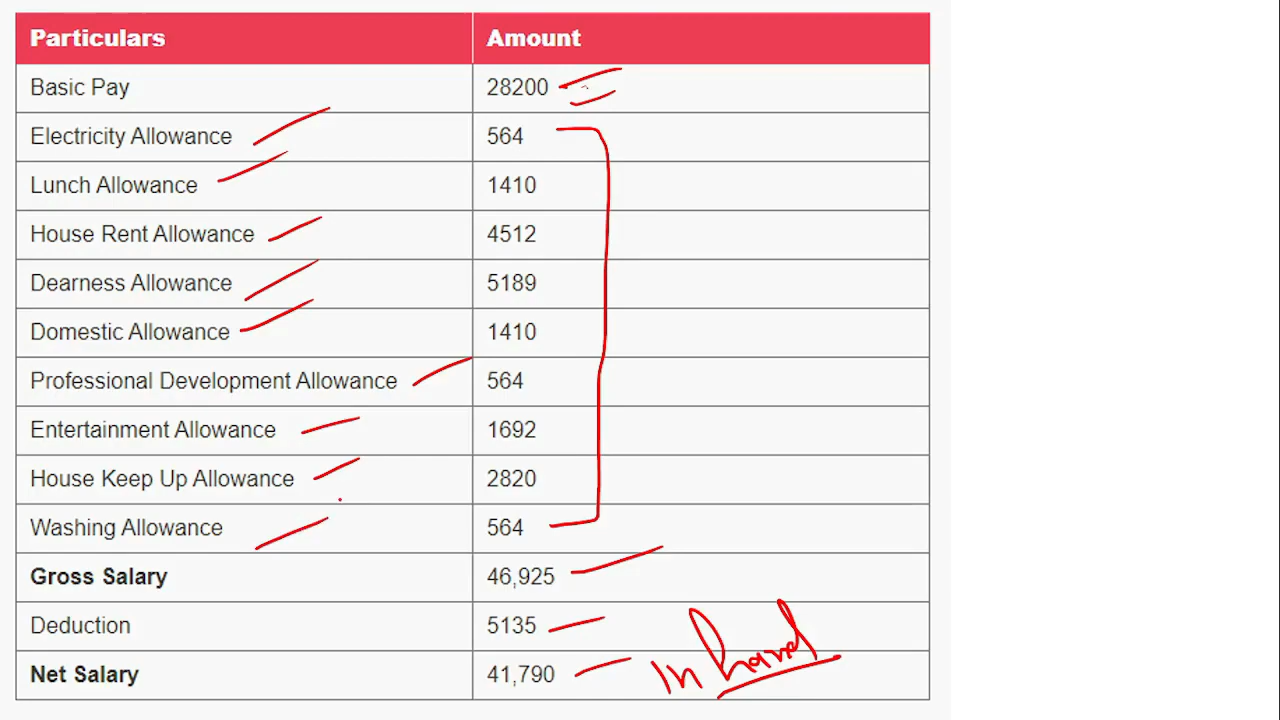 Particulars Amount
Basic Pay 28200
Electricity Allowance 564
Lunch Allowance 1410
House Rent Allowance 4512
Dearness Allowance 5189
Domestic Allowance 1410
Professional Development Allowance 564
Entertainment Allowance 1692
House Keep Up Allowance 2820
Washing Allowance 564
Gross Salary 46,925
Deduction 5135
Net Salary 41,790 In hand